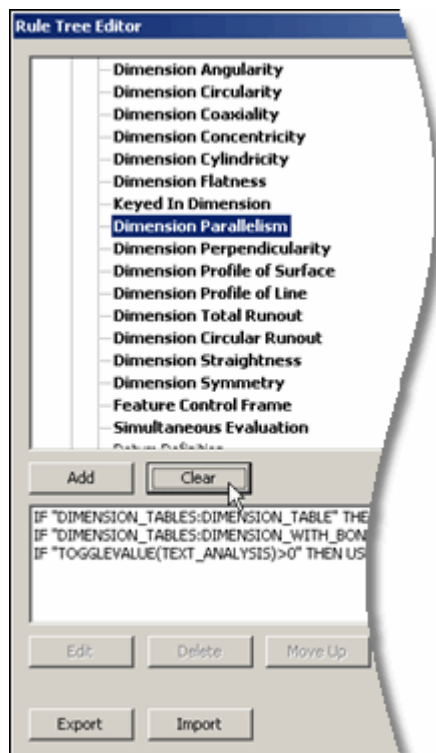 Rule Tree Editor
Dimension Angularity
Dimension Circularity
Dimension Coaxiality
Dimension Concentricity
Dimension Cylindricity
Dimension Flatness
Keyed In Dimension
Dimension Parallelism
Dimension Perpendicularity
Dimension Profile of Surface
Dimension Profile of Line
Dimension Total Runout
Dimension Circular Runout
Dimension Straightness
Dimension Symmetry
Feature Control Frame
Simultaneous Evaluation
Datum Definition
Add Clear
IF "DIMENSION_TABLES:DIMENSION_TABLE" THE
IF "DIMENSION_TABLES:DIMENSION_WITH_BON
IF "TOGGLEVALUE(TEXT_ANALYSIS)>0" THEN US
Edit Delete Move Up
Export Import